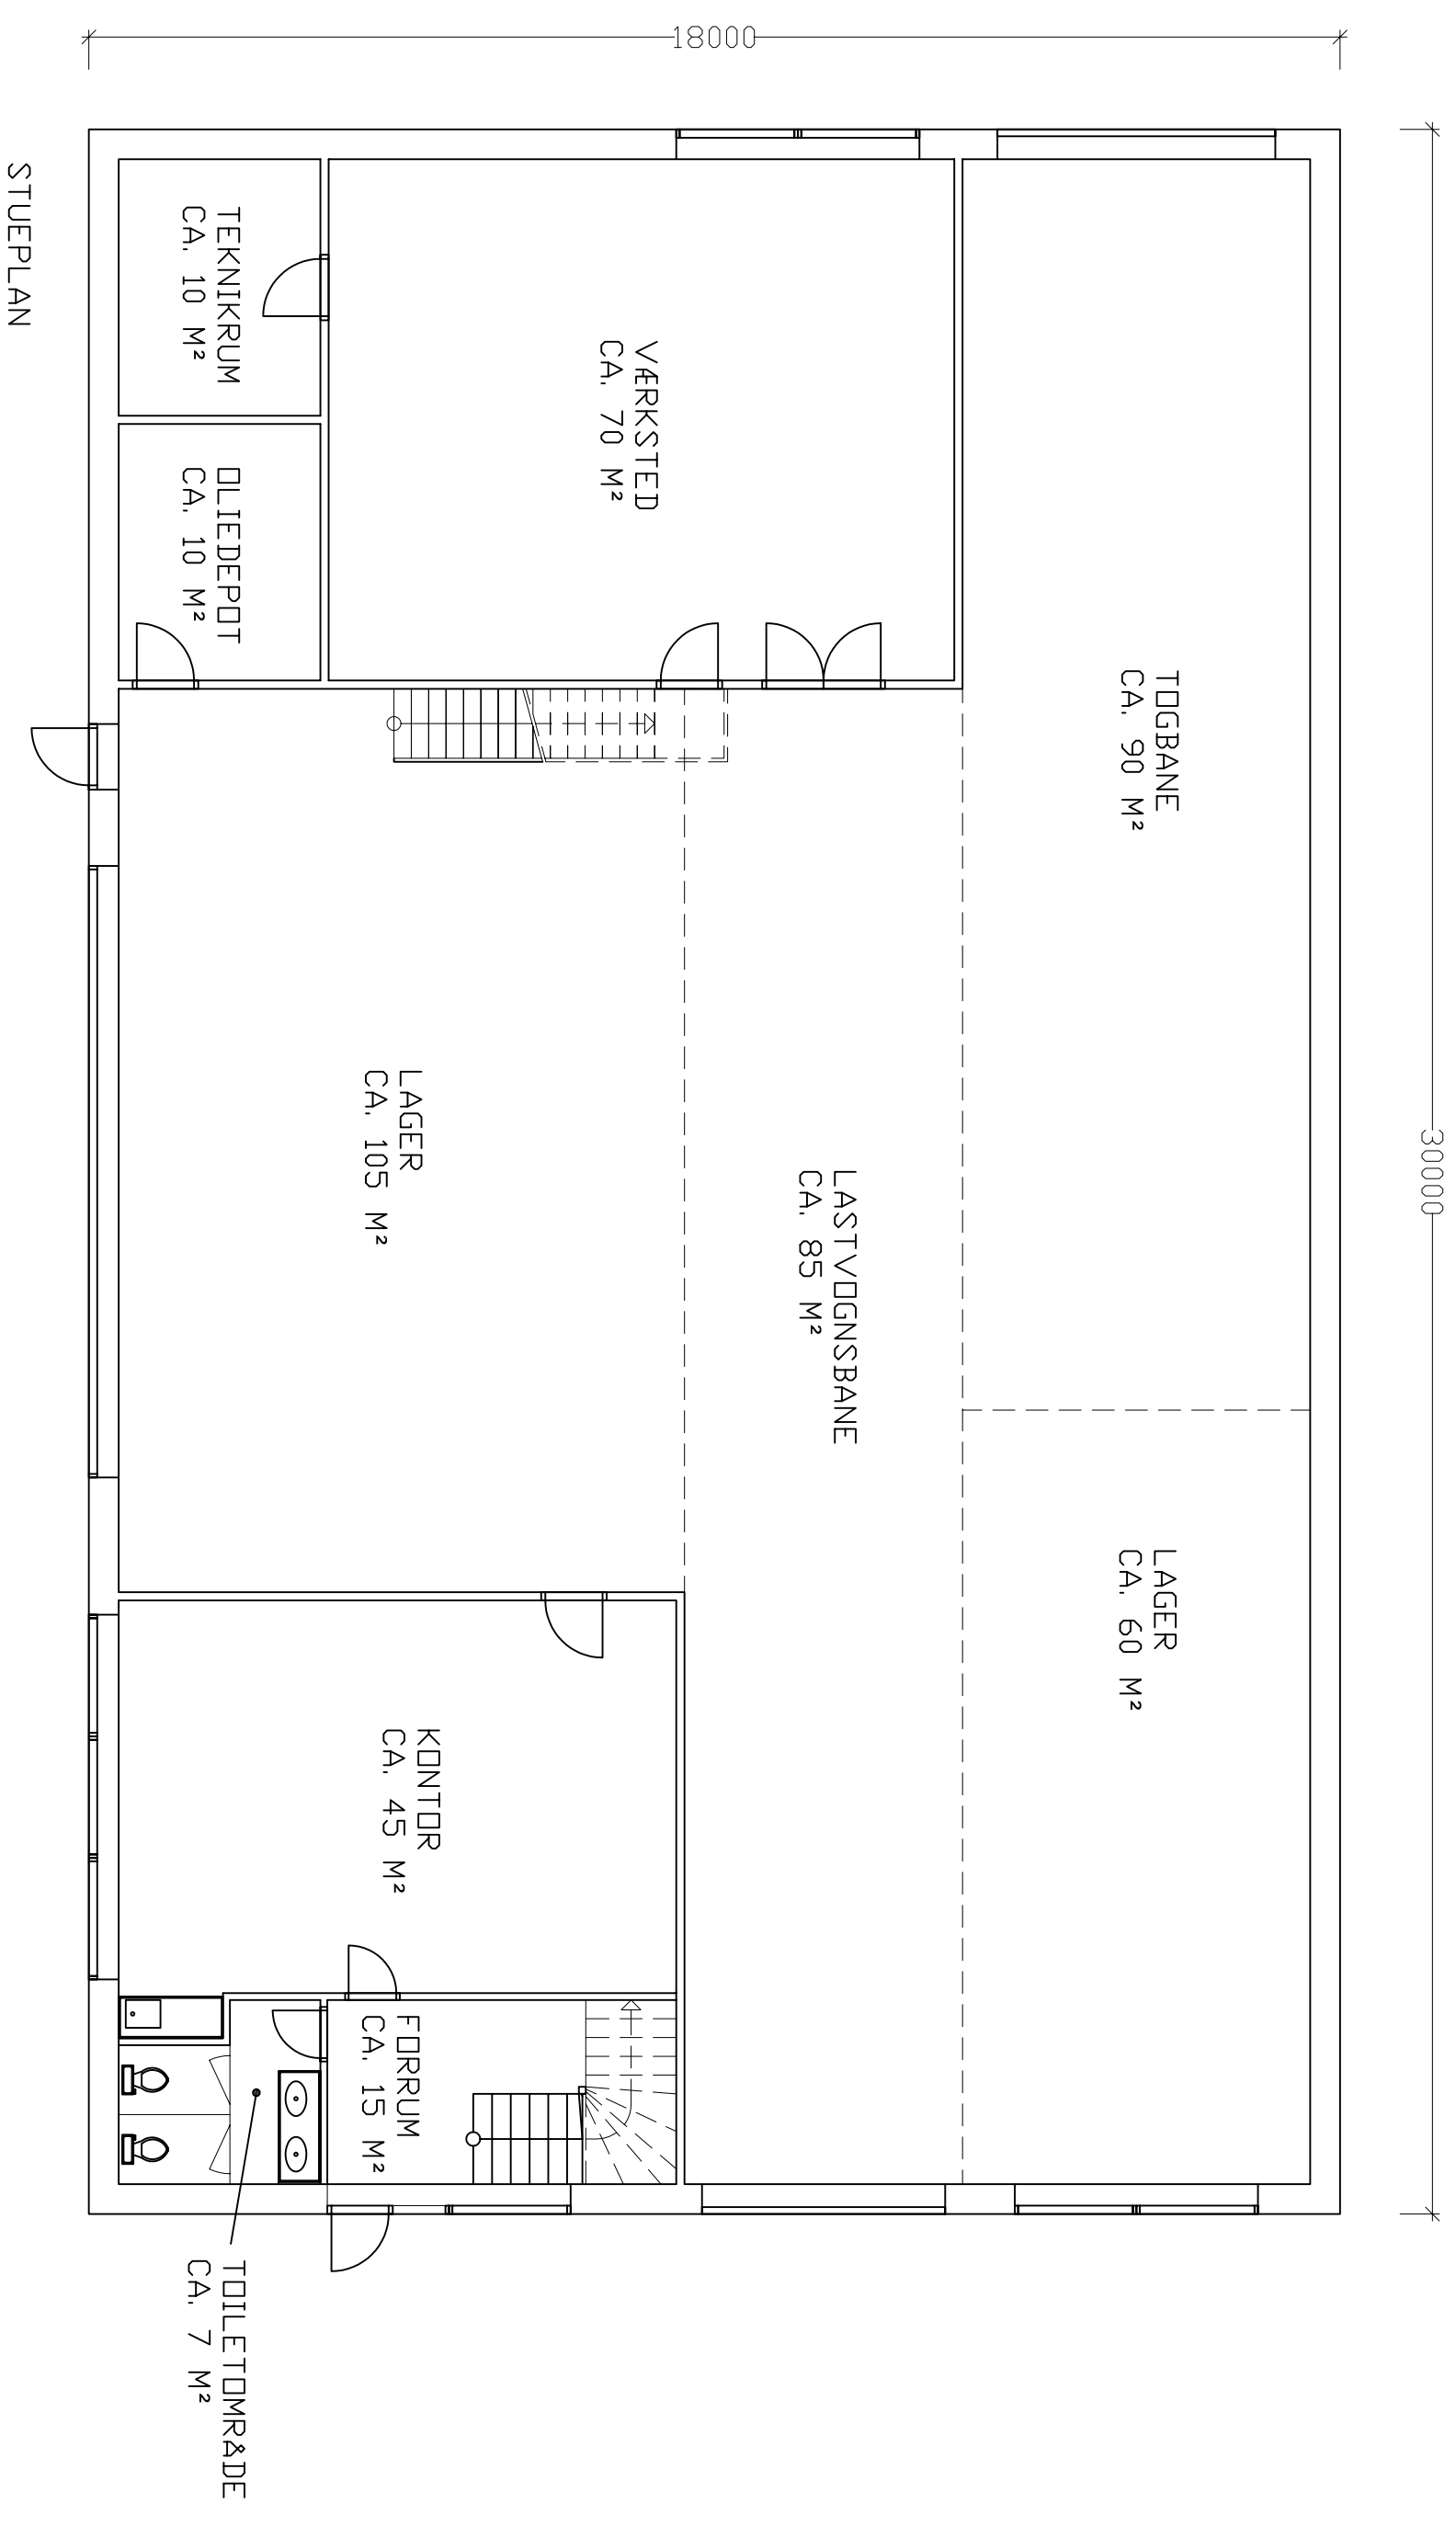 30000
18000
TOGBANE
CA. 90 M²
LAGER
CA. 60 M²
LASTVOGNSBANE
CA. 85 M²
VÆRKSTED
CA. 70 M²
LAGER
CA. 105 M²
KONTOR
CA. 45 M²
FORRUM
CA. 15 M²
TEKNIKRUM
CA. 10 M²
OLIEDEPOT
CA. 10 M²
TOILETOMRÅDE
CA. 7 M²
STUEPLAN